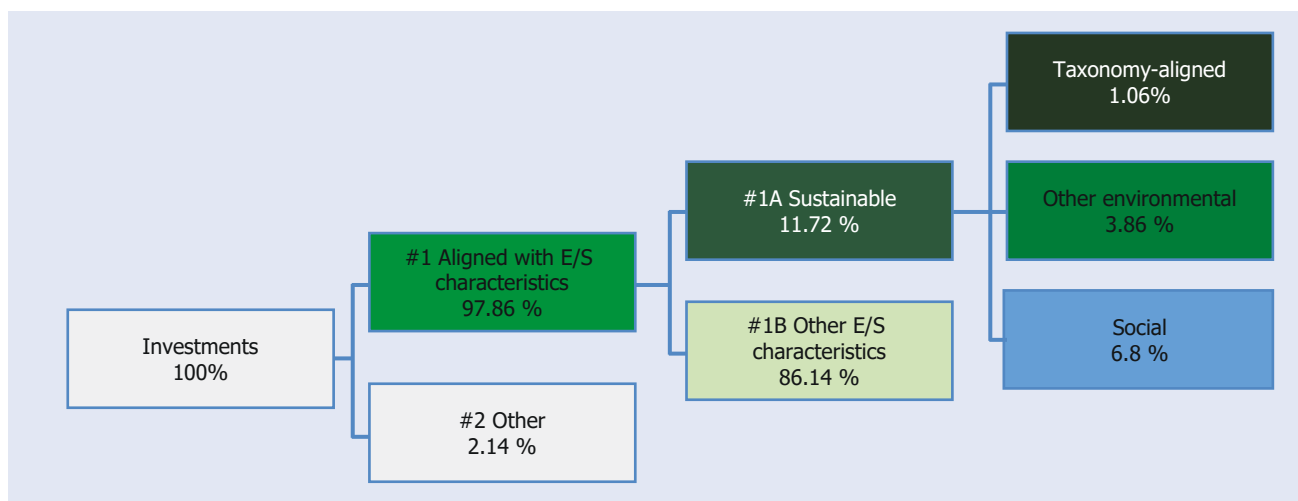 Investments
100%
#1 Aligned with E/S
characteristics
97.86 %
#2 Other
2.14 %
#1A Sustainable
11.72 %
#1B Other E/S
characteristics
86.14 %
Taxonomy-aligned
1.06%
Other environmental
3.86 %
Social
6.8 %